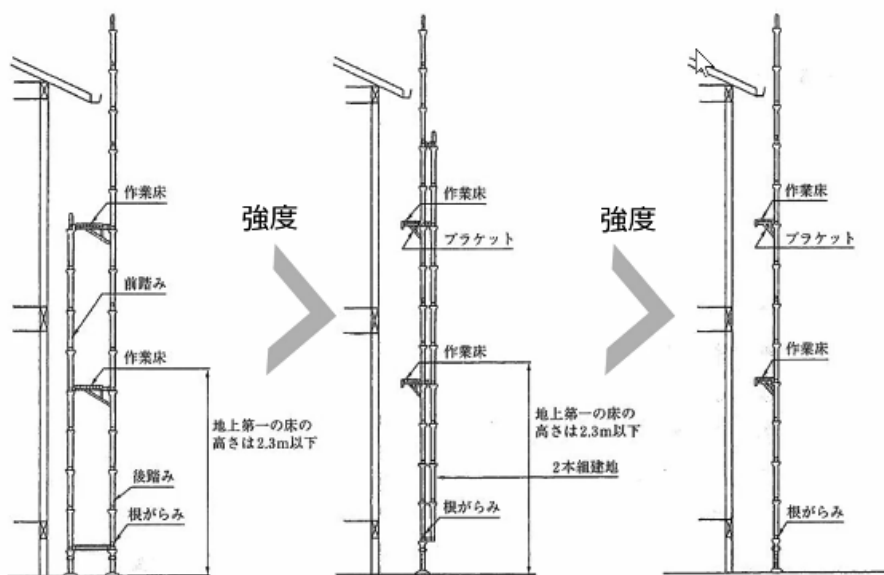 作業床
前踏み
作業床
地上第一の床の
高さは2.3m以下
後踏み
根がらみ
強度
作業床
ブラケット
作業床
地上第一の床の
高さは2.3m以下
2本組建地
根がらみ
強度
作業床
ブラケット
作業床
根がらみ